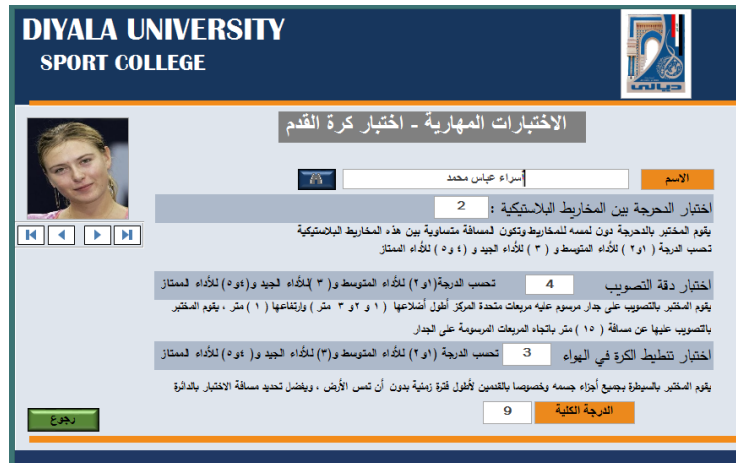 DIYALA UNIVERSITY
SPORT COLLEGE
ديالى
الاختبارات المهارية - اختبار كرة القدم
الاسم أسراء عباس محمد
اختبار الدحرجة بين المخاريط البلاستيكية : 2
يقوم المختبر بالدحرجة دون لمسه للمخاريط وتكون المسافة متساوية بين هذه المخاريط البلاستيكية
تحسب الدرجة ( ١و٢ ) للأداء المتوسط و ( ٣ ) للأداء الجيد و ( ٤ و ٥ ) للأداء الممتاز
اختبار دقة التصويب 4 تحسب الدرجة(١و٢) للأداء المتوسط و( ٣ )للأداء الجيد و(٤و٥ ) للأداء الممتاز
يقوم المختبر بالتصويب على جدار مرسوم عليه مربعات متحدة المركز أطول أضلاعها ( ١ و ٢و ٣ متر ) وارتفاعها ( ١ ) متر ، يقوم المختبر
بالتصويب عليها عن مسافة ( ١٥ ) متر باتجاه المربعات المرسومة على الجدار
اختبار تنطيط الكرة في الهواء 3 تحسب الدرجة (١و٢) للأداء المتوسط و(٣) للأداء الجيد و( ٤و٥ ) للأداء الممتاز
يقوم المختبر بالسيطرة بجميع أجزاء جسمه وخصوصا بالقدمين لأطول فترة زمنية بدون أن تمس الأرض ، ويفضل تحديد مسافة الاختبار بالدائرة
الدرجة الكلية 9
رجوع